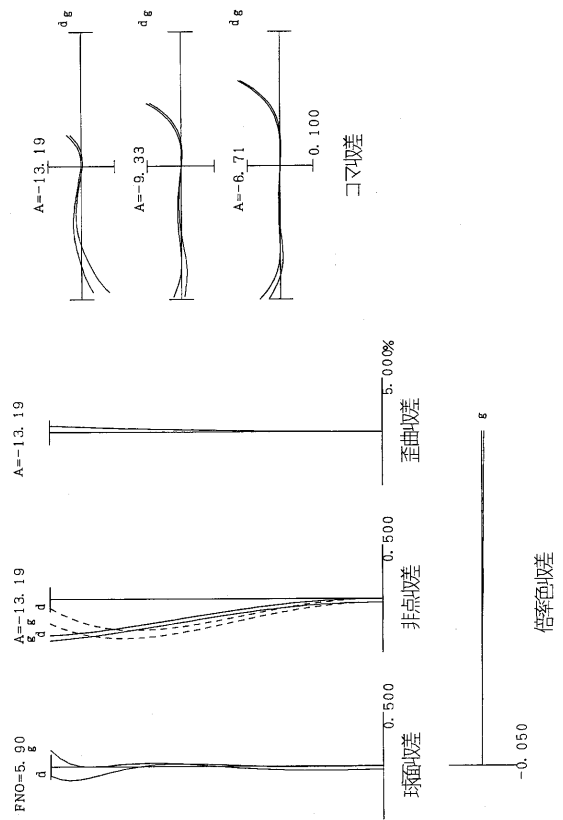 FNO=5. 90
d
g
0. 500
球面収差
A=-13. 19
g
g
d
d
0. 500
非点収差
A=-13. 19
5. 000%
歪曲収差
A=-13. 19
d g
A=-9. 33
d g
A=-6. 71
d g
0. 100
コマ収差
-0. 050
g
倍率色収差